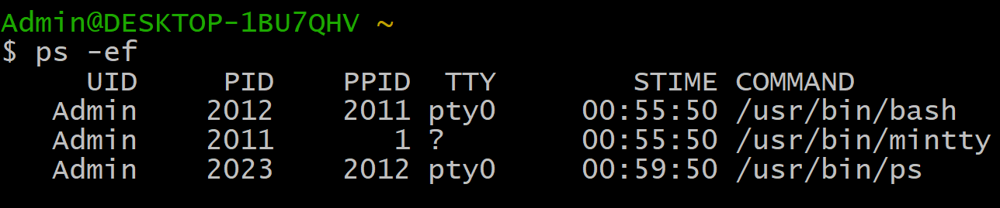 Admin@DESKTOP-1BU7QHV ~
$ ps -ef
     UID     PID    PPID  TTY        STIME COMMAND
   Admin    2012    2011 pty0     00:55:50 /usr/bin/bash
   Admin    2011       1 ?        00:55:50 /usr/bin/mintty
   Admin    2023    2012 pty0     00:59:50 /usr/bin/ps